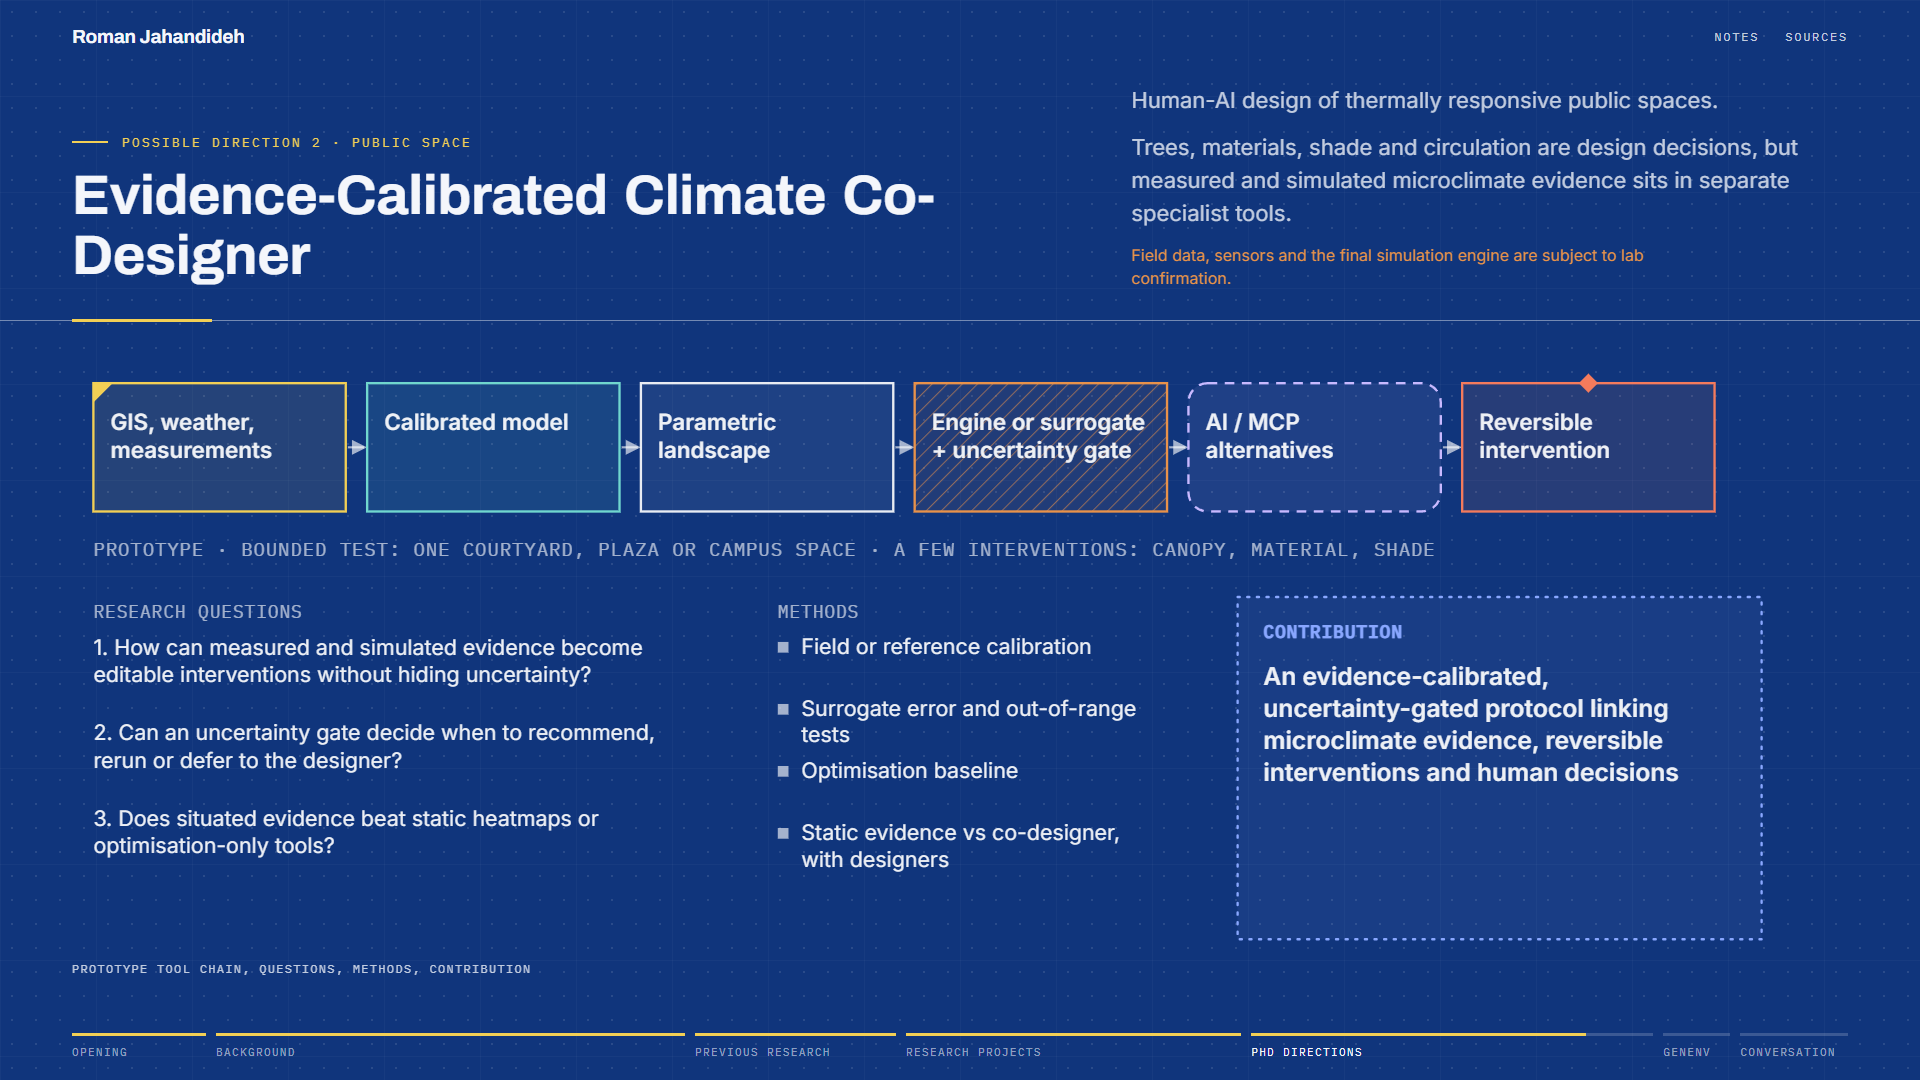 Roman Jahandideh
NOTES
SOURCES
POSSIBLE DIRECTION 2 · PUBLIC SPACE
Evidence-Calibrated Climate Co-
Designer
Human-AI design of thermally responsive public spaces.
Trees, materials, shade and circulation are design decisions, but
measured and simulated microclimate evidence sits in separate
specialist tools.
Field data, sensors and the final simulation engine are subject to lab
confirmation.
GIS, weather,
measurements
Calibrated model
Parametric
landscape
Engine or surrogate
+ uncertainty gate
AI / MCP
alternatives
Reversible
intervention
PROTOTYPE · BOUNDED TEST: ONE COURTYARD, PLAZA OR CAMPUS SPACE · A FEW INTERVENTIONS: CANOPY, MATERIAL, SHADE
RESEARCH QUESTIONS
1. How can measured and simulated evidence become
editable interventions without hiding uncertainty?
2. Can an uncertainty gate decide when to recommend,
rerun or defer to the designer?
3. Does situated evidence beat static heatmaps or
optimisation-only tools?
METHODS
Field or reference calibration
Surrogate error and out-of-range
tests
Optimisation baseline
Static evidence vs co-designer,
with designers
CONTRIBUTION
An evidence-calibrated,
uncertainty-gated protocol linking
microclimate evidence, reversible
interventions and human decisions
PROTOTYPE TOOL CHAIN, QUESTIONS, METHODS, CONTRIBUTION
OPENING
BACKGROUND
PREVIOUS RESEARCH
RESEARCH PROJECTS
PHD DIRECTIONS
GENENV
CONVERSATION